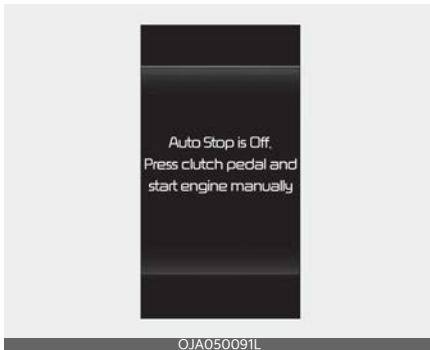 Auto Stop is Off.
Press clutch pedal and
start engine manually
OJA050091L